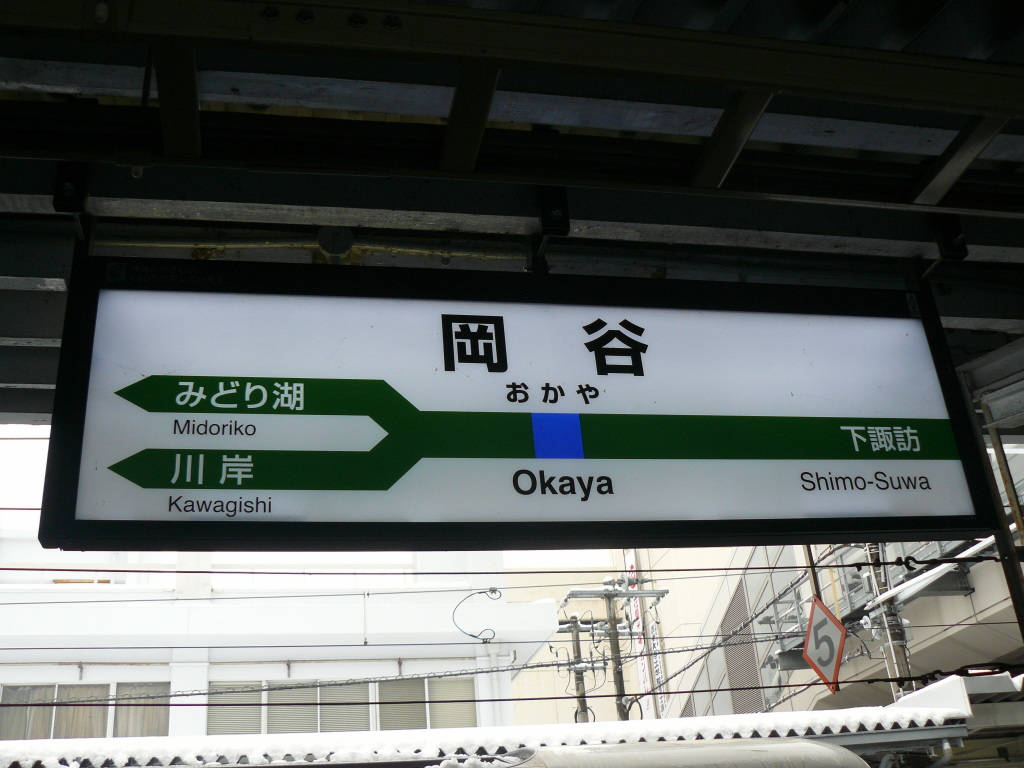 岡谷
おかや
みどり湖
Midoriko
川岸
Kawagishi
Okaya
下諏訪
Shimo-Suwa
5